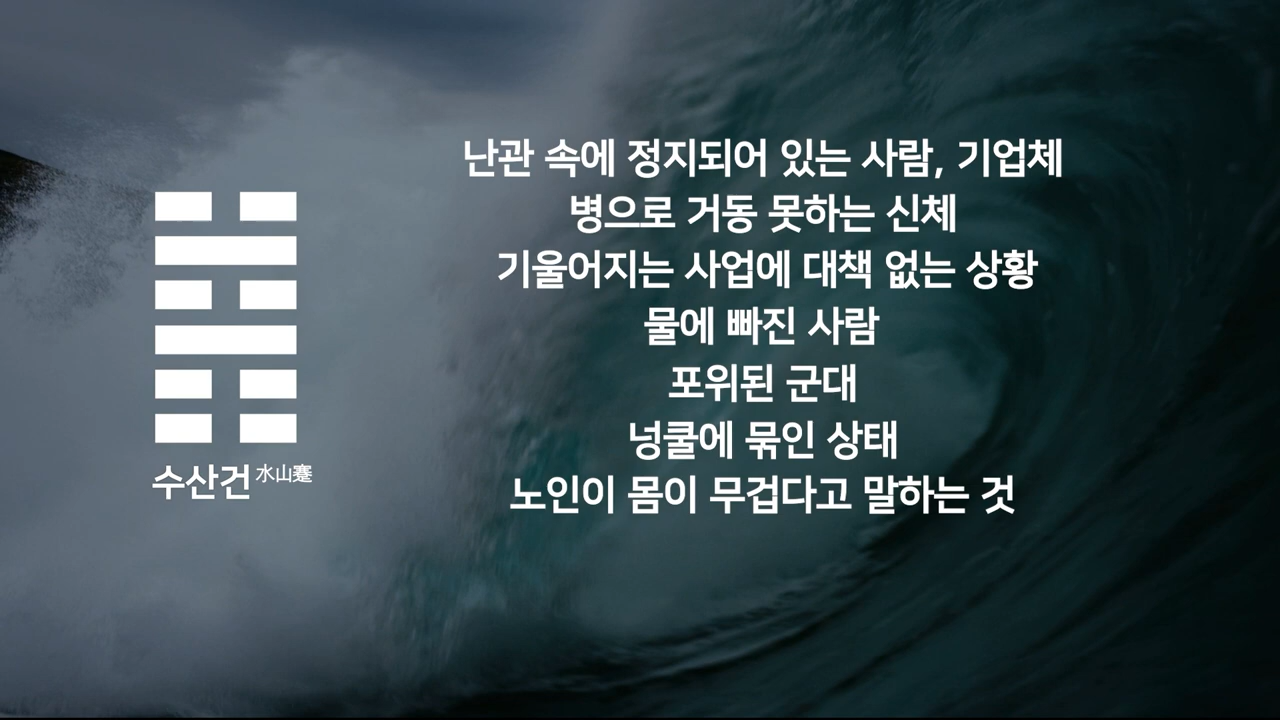 난관 속에 정지되어 있는 사람, 기업체
병으로 거동 못하는 신체
기울어지는 사업에 대책 없는 상황
물에 빠진 사람
포위된 군대
넝쿨에 묶인 상태
노인이 몸이 무겁다고 말하는 것
수산건 水山蹇